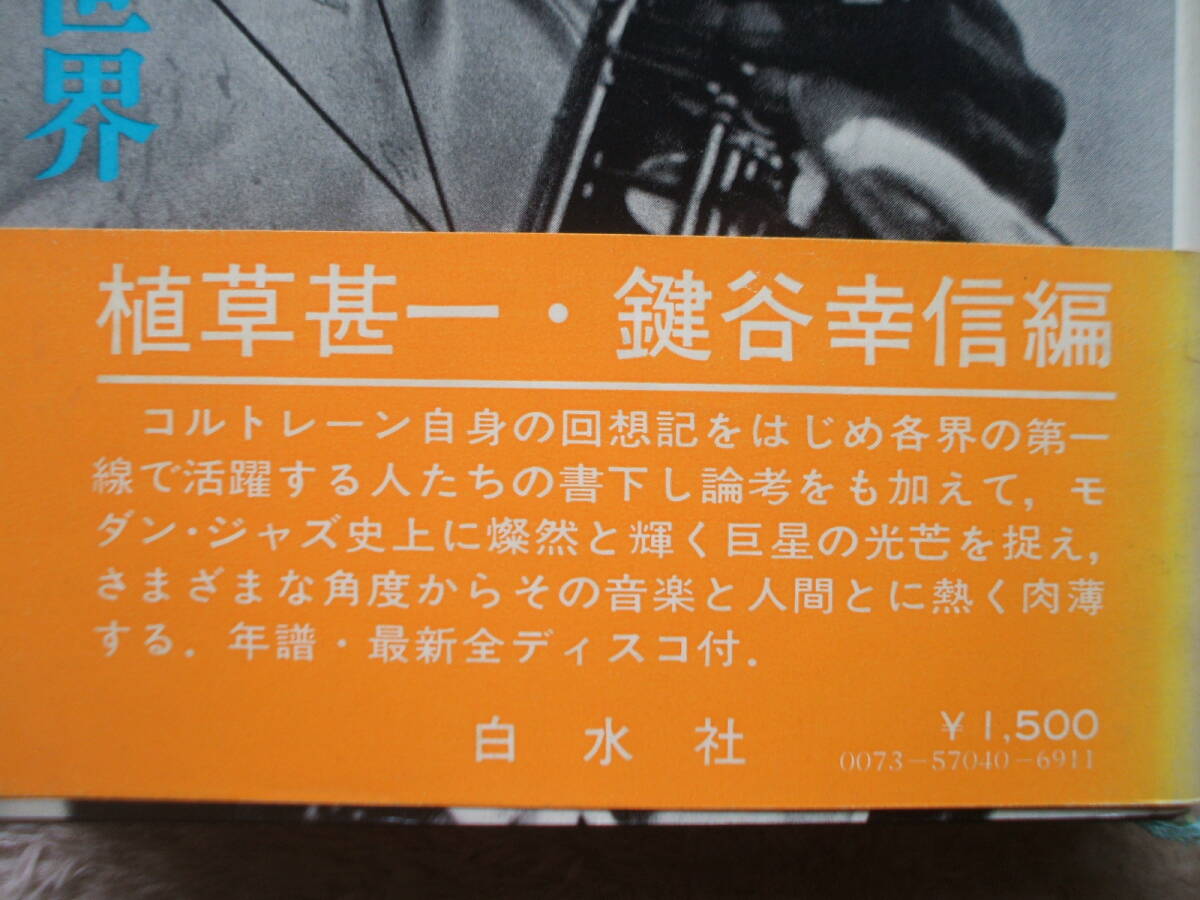 世界
植草甚一・鍵谷幸信編
コルトレーン自身の回想記をはじめ各界の第一
線で活躍する人たちの書下し論考をも加えて，モ
ダン・ジャズ史上に燦然と輝く巨星の光芒を捉え，
さまざまな角度からその音楽と人間とに熱く肉薄
する．年譜・最新全ディスコ付．
白水社
¥1,500
0073-57040-6911